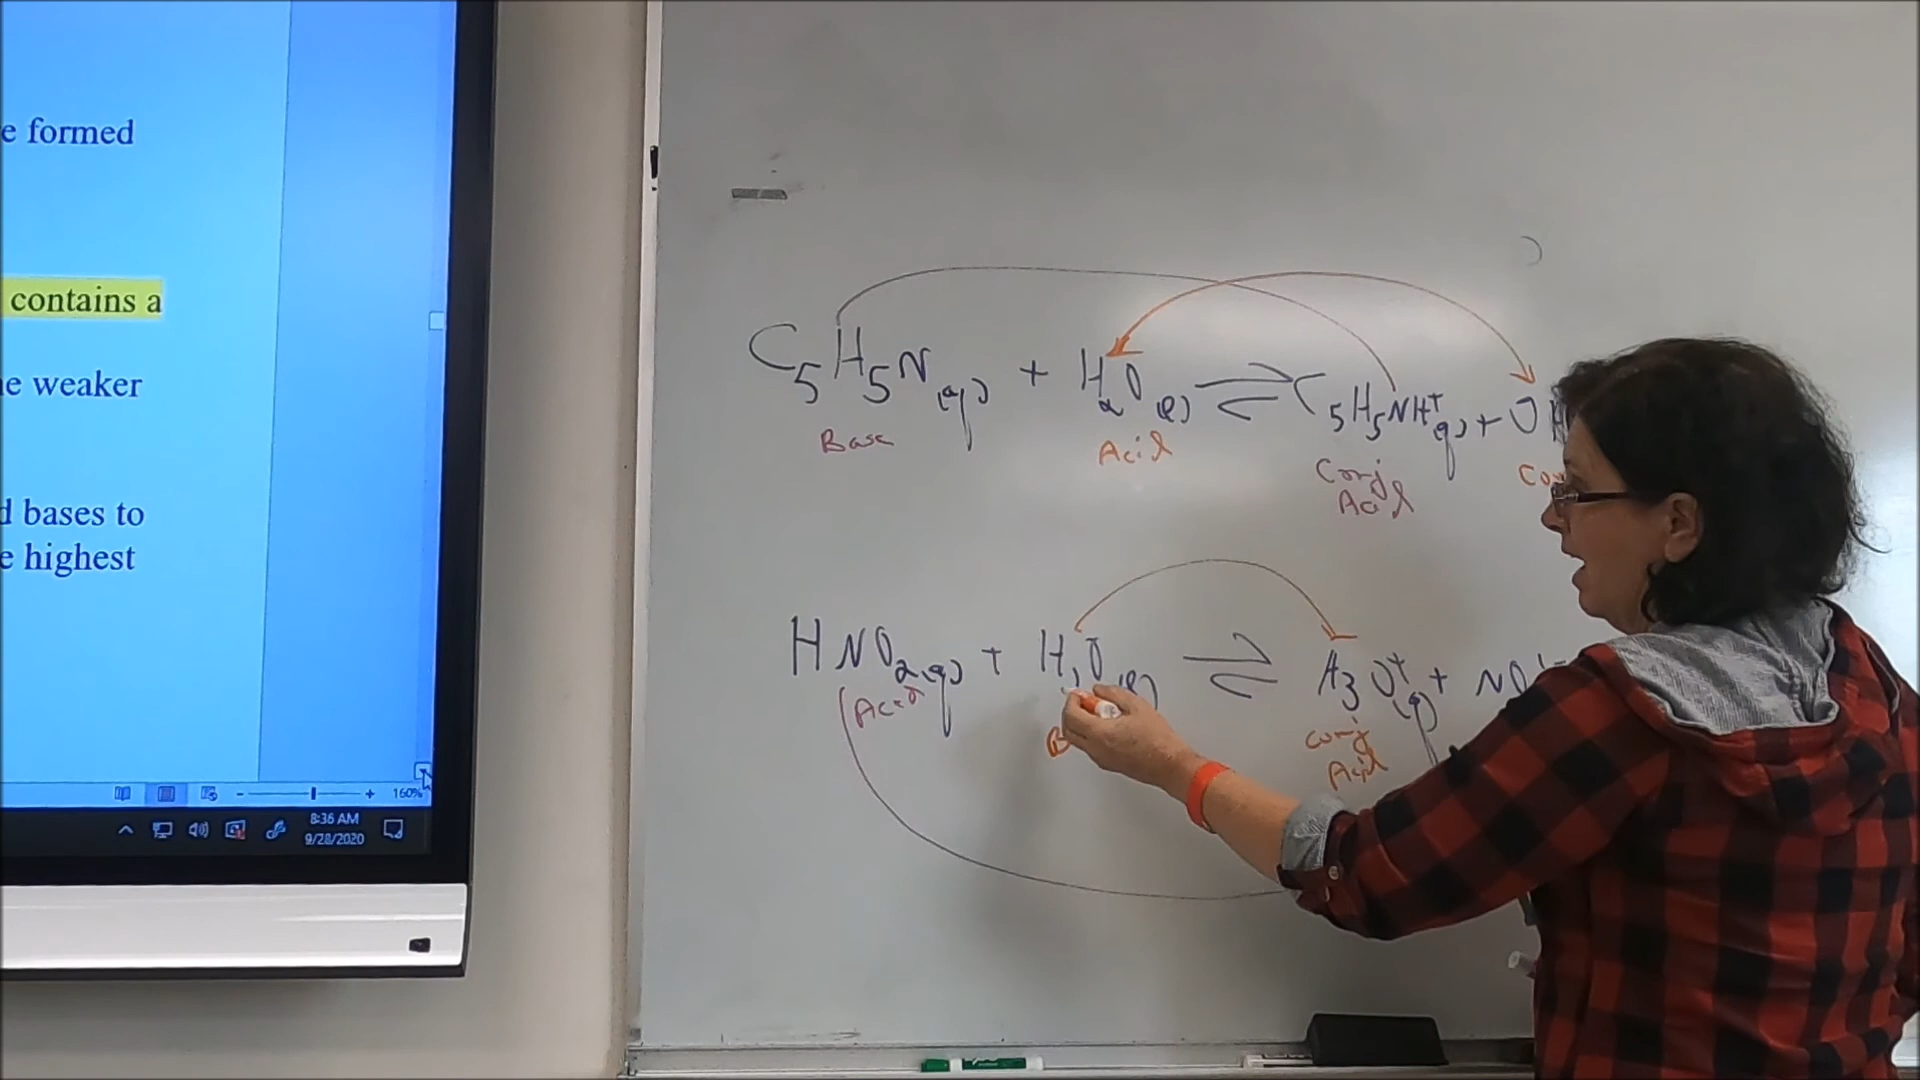 e formed
contains a
e weaker
d bases to
e highest
160%
8:36 AM
9/28/2020
C5H5N(aq) + H2O(l) ⇌ C5H5NH+(aq) + OH
Base Acid Conj Acid
HNO2(aq) + H2O(l) ⇌ H3O+(aq) + NO
Acid B Conj Acid